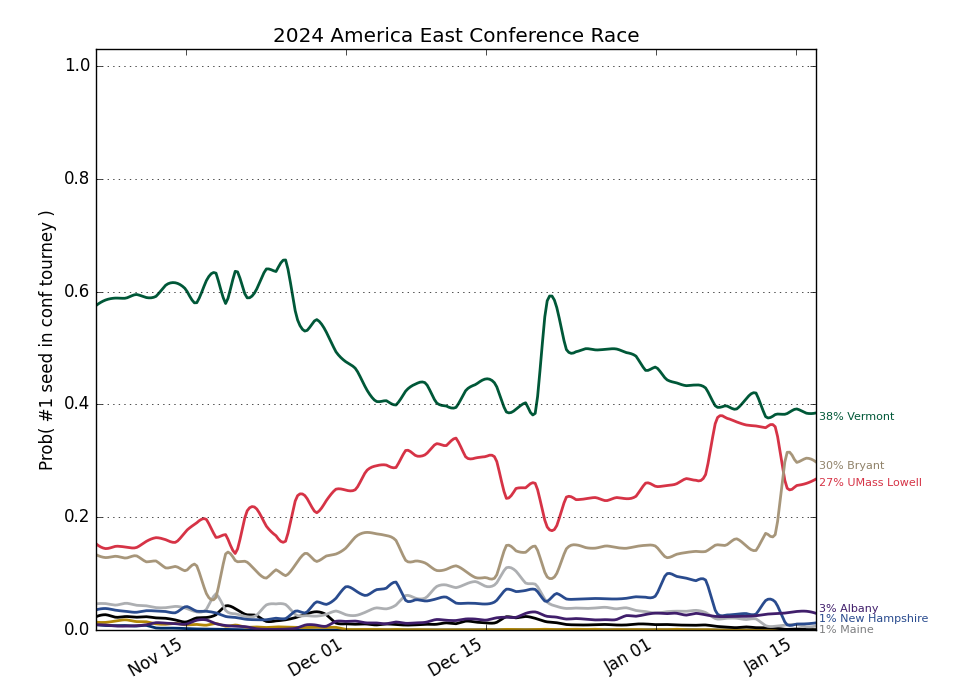 2024 America East Conference Race
Prob( #1 seed in conf tourney )
1.0
0.8
0.6
0.4
0.2
0.0
38% Vermont
30% Bryant
27% UMass Lowell
3% Albany
1% New Hampshire
1% Maine
Nov 15
Dec 01
Dec 15
Jan 01
Jan 15